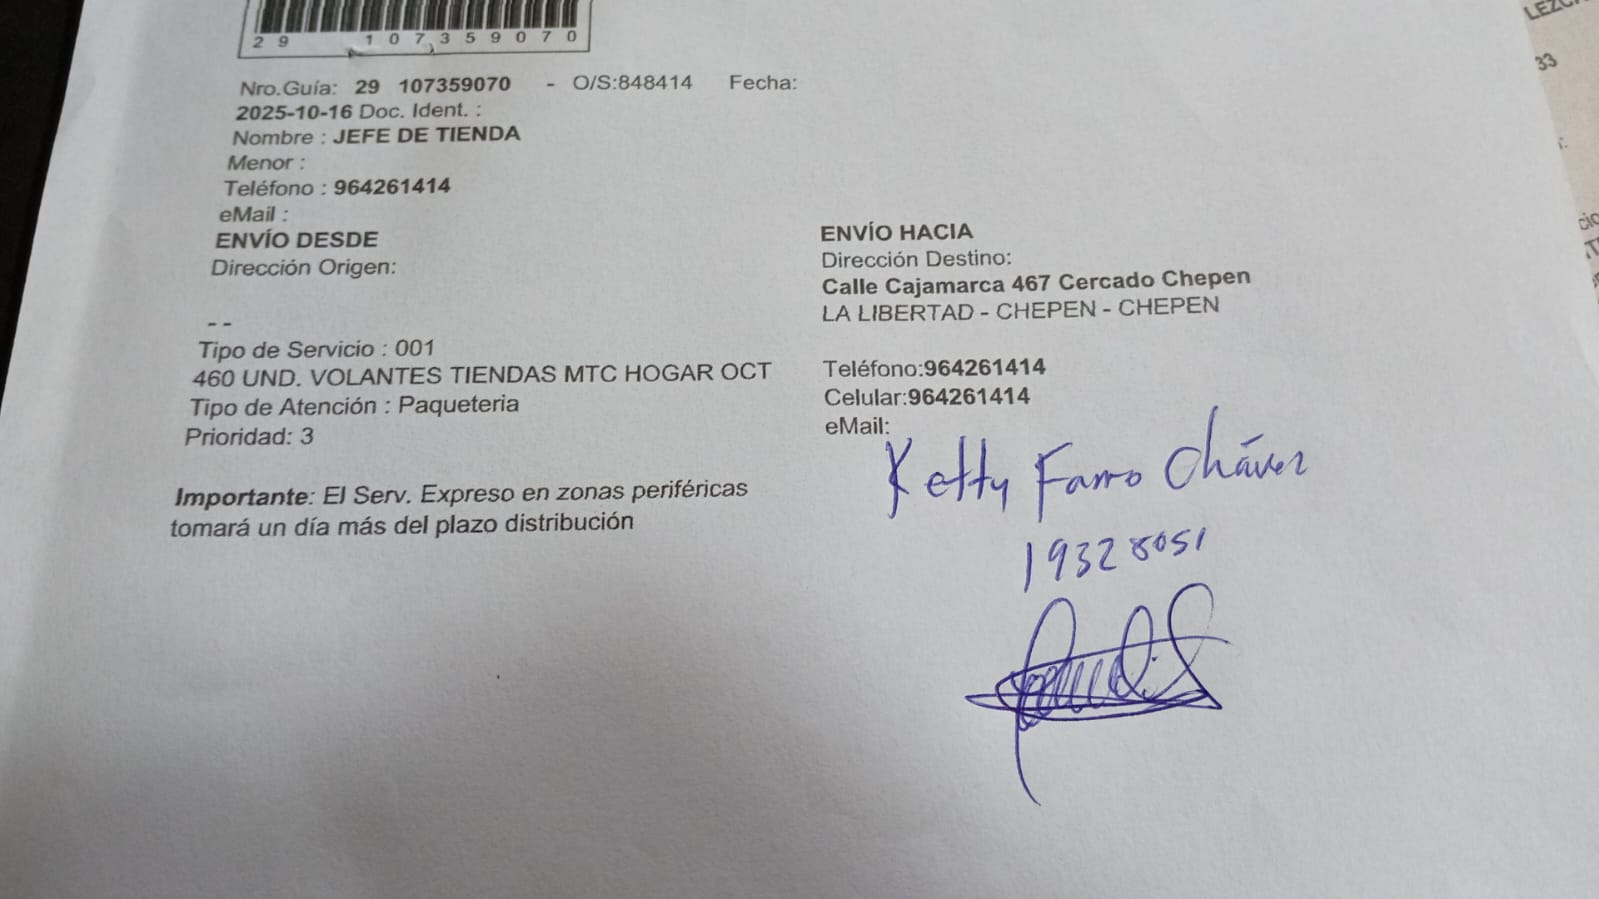 29 107359070
Nro.Guía: 29 107359070 - O/S:848414 Fecha:
2025-10-16 Doc. Ident. :
Nombre : JEFE DE TIENDA
Menor :
Teléfono : 964261414
eMail :
ENVÍO DESDE
Dirección Origen:
- -
Tipo de Servicio : 001
460 UND. VOLANTES TIENDAS MTC HOGAR OCT
Tipo de Atención : Paqueteria
Prioridad: 3
Importante: El Serv. Expreso en zonas periféricas
tomará un día más del plazo distribución
ENVÍO HACIA
Dirección Destino:
Calle Cajamarca 467 Cercado Chepen
LA LIBERTAD - CHEPEN - CHEPEN
Teléfono:964261414
Celular:964261414
eMail:
Ketty Farro Chávez
19328051
33